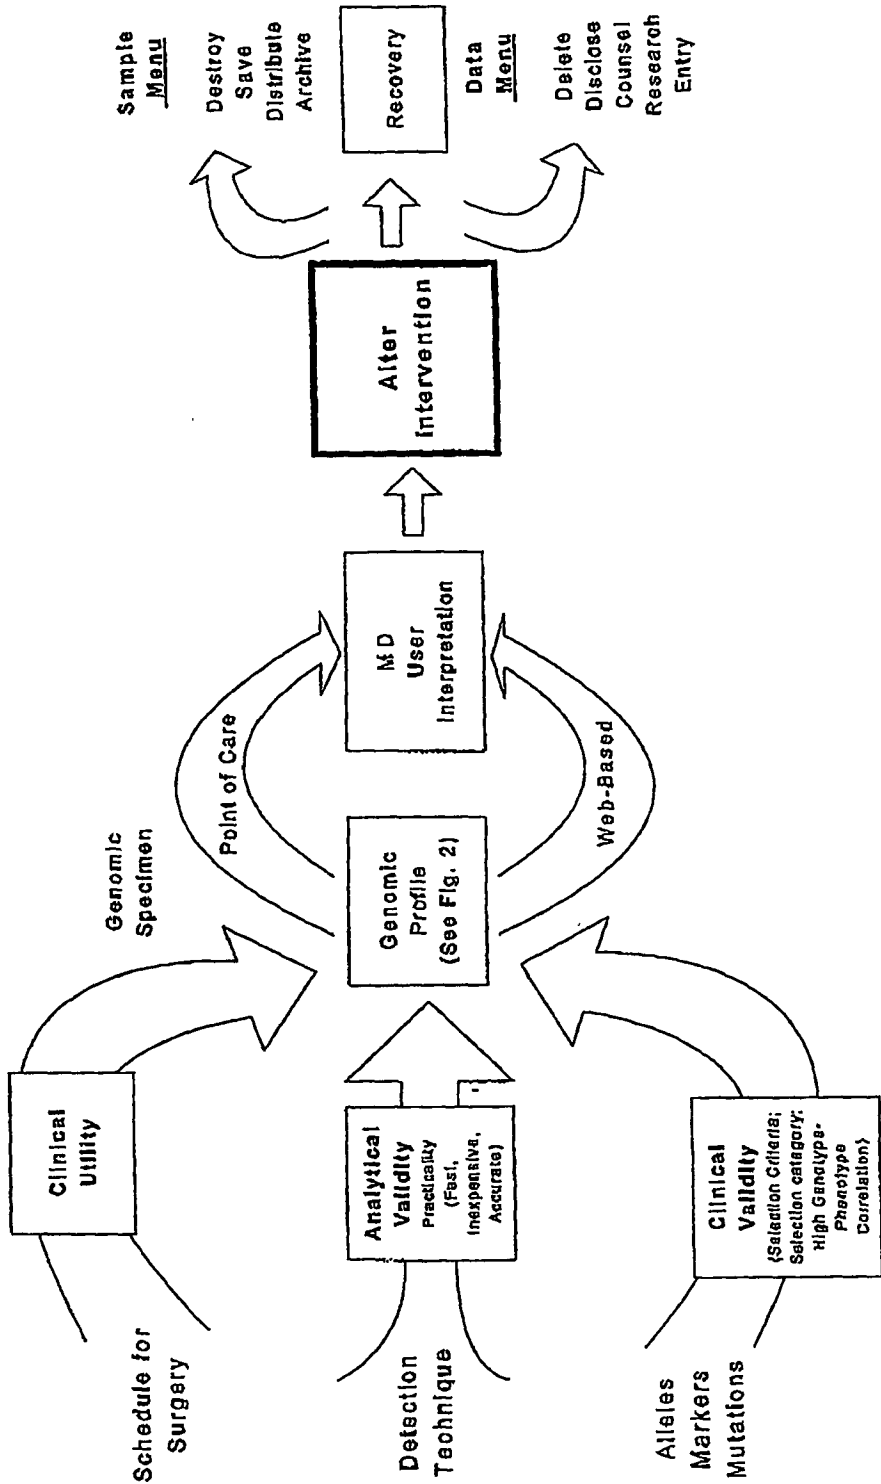 Schedule for
Surgery
Detection
Technique
Alleles
Markers
Mutations
Clinical
Utility
Analytical
Validity
Practicality
(Fast,
Inexpensive,
Accurate)
Clinical
Validity
(Selection Criteria;
Selection category;
High Genotype-
Phenotype
Correlation)
Genomic
Specimen
Genomic
Profile
(See Fig. 2)
Point of Care
Web-Based
MD
User
Interpretation
Alter
Intervention
Sample
Menu
Destroy
Save
Distribute
Archive
Recovery
Data
Menu
Delete
Disclose
Counsel
Research
Entry